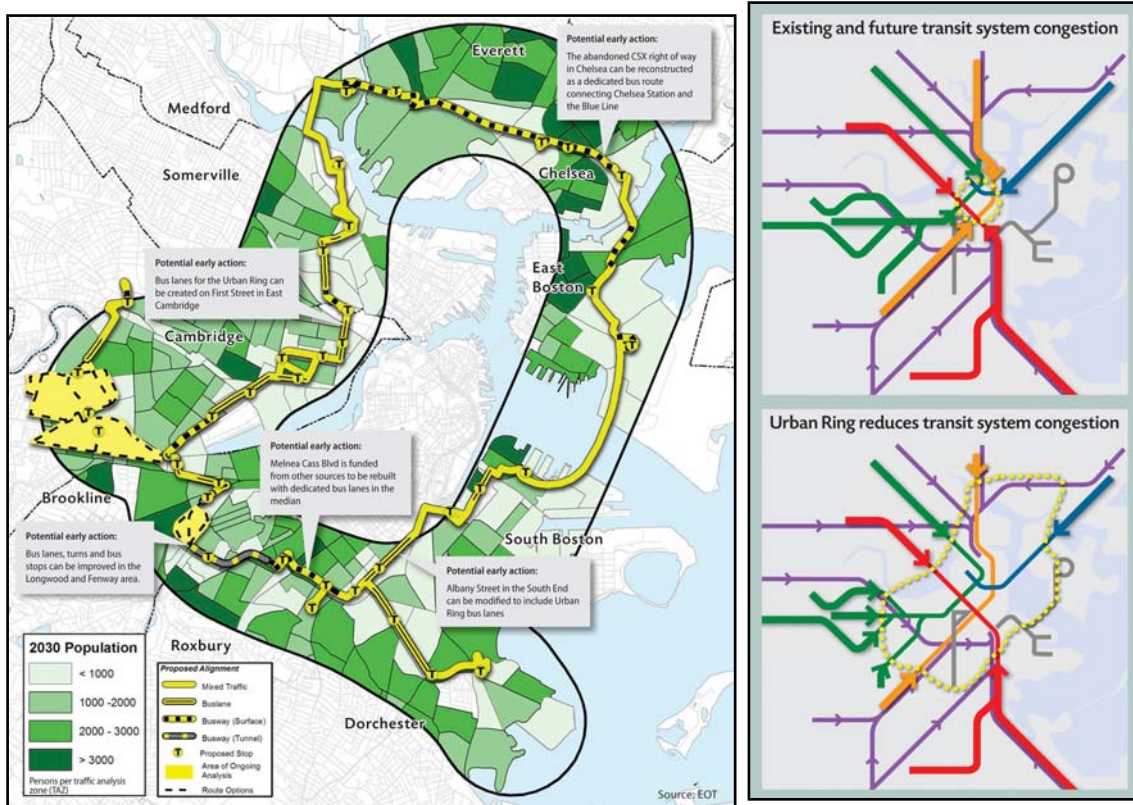 Everett
Potential early action:
The abandoned CSX right of way
in Chelsea can be reconstructed
as a dedicated bus route
connecting Chelsea Station and
the Blue Line
Medford
Somerville
Chelsea
Potential early action:
Bus lanes for the Urban Ring can
be created on First Street in East
Cambridge
East
Boston
Cambridge
Potential early action:
Melnea Cass Blvd is funded
from other sources to be rebuilt
with dedicated bus lanes in the
median
Brookline
Potential early action:
Bus lanes, turns and bus
stops can be improved in the
Longwood and Fenway area.
South Boston
Potential early action:
Albany Street in the South End
can be modified to include Urban
Ring bus lanes
Roxbury
Dorchester
2030 Population
< 1000
1000 -2000
2000 - 3000
> 3000
Persons per traffic analysis
zone (TAZ)
Proposed Alignment
Mixed Traffic
Buslane
Busway (Surface)
Busway (Tunnel)
T Proposed Stop
Area of Ongoing
Analysis
Route Options
Source: EOT
Existing and future transit system congestion
Urban Ring reduces transit system congestion